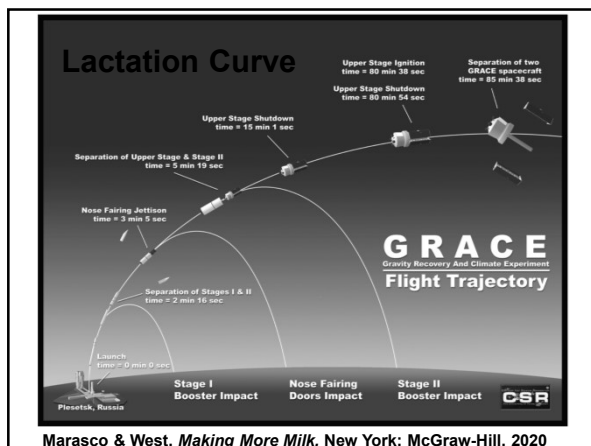 Lactation Curve
Upper Stage Ignition
time = 80 min 38 sec
Upper Stage Shutdown
time = 80 min 54 sec
Separation of two
GRACE spacecraft
time = 85 min 38 sec
Upper Stage Shutdown
time = 15 min 1 sec
Separation of Upper Stage & Stage II
time = 5 min 19 sec
Nose Fairing Jettison
time = 3 min 5 sec
GRACE
Gravity Recovery And Climate Experiment
Flight Trajectory
Separation of Stages I & II
time = 2 min 16 sec
Launch
time = 0 min 0 sec
Plesetsk, Russia
Stage I
Booster Impact
Nose Fairing
Doors Impact
Stage II
Booster Impact
CSR
Marasco & West. Making More Milk. New York: McGraw-Hill. 2020